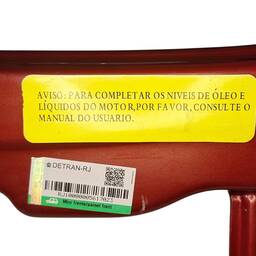 AVISO: PARA COMPLETAR OS NIVEIS DE ÓLEO E
LÍQUIDOS DO MOTOR, POR FAVOR, CONSULTE O
MANUAL DO USUARIO.
DETRAN-RJ